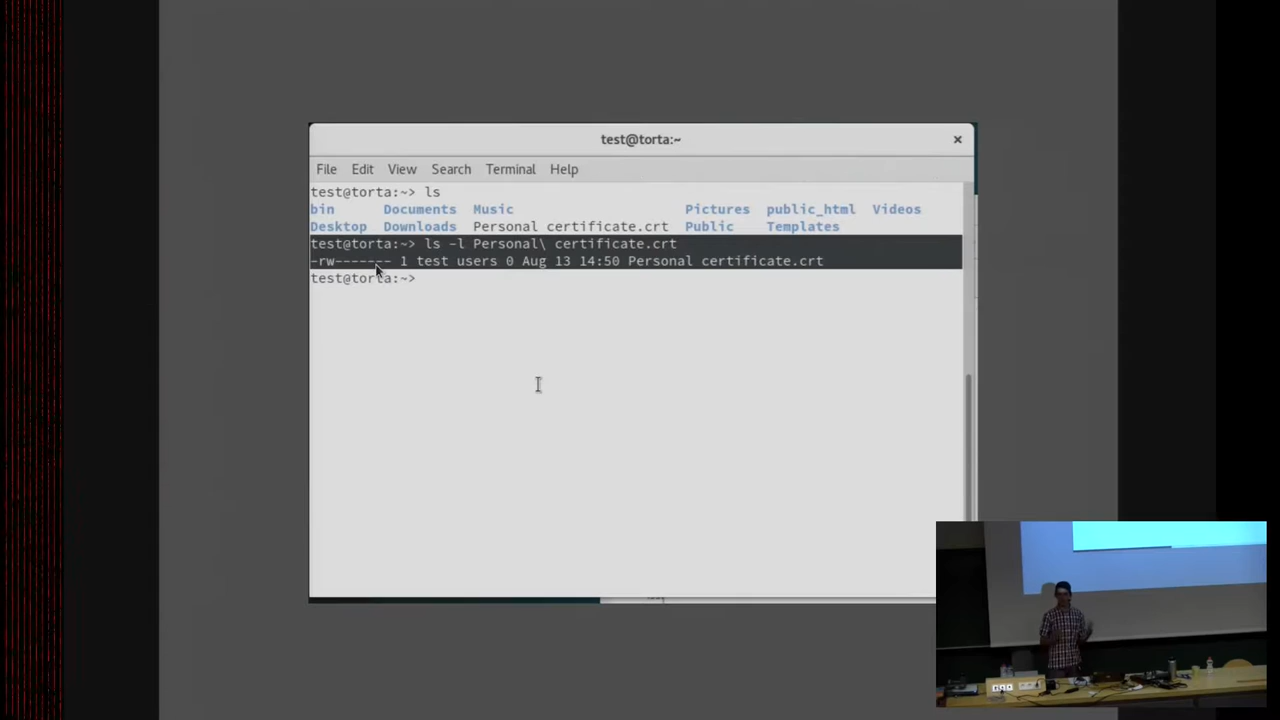 test@torta:~
File Edit View Search Terminal Help
test@torta:~> ls
bin Documents Music Pictures public_html Videos
Desktop Downloads Personal certificate.crt Public Templates
test@torta:~> ls -l Personal\ certificate.crt
-rw------- 1 test users 0 Aug 13 14:50 Personal certificate.crt
test@torta:~>